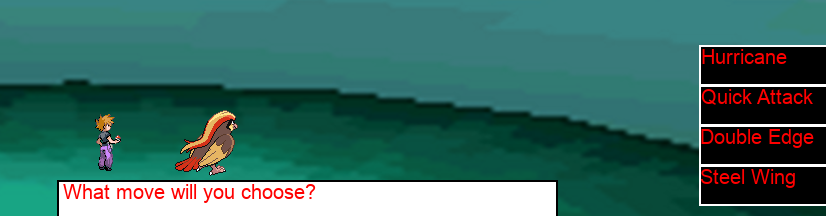 Hurricane
Quick Attack
Double Edge
Steel Wing
What move will you choose?